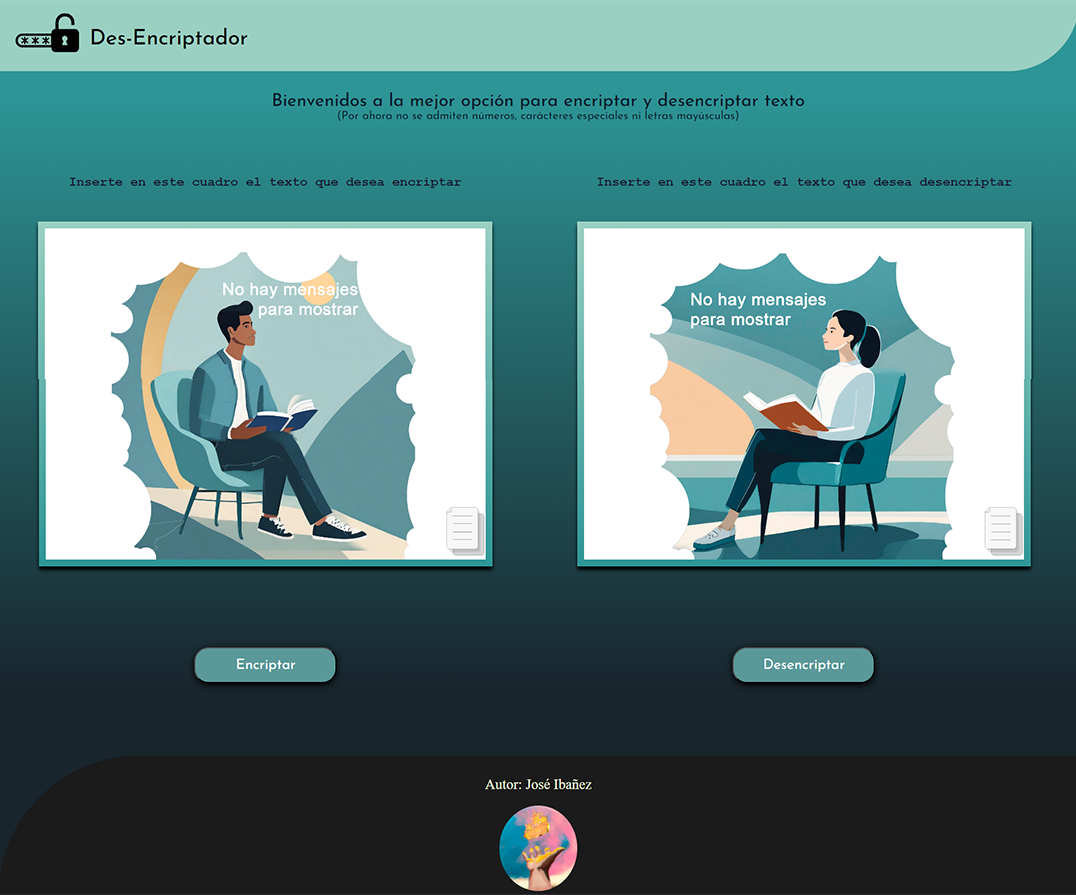 ***
Des-Encriptador
Bienvenidos a la mejor opción para encriptar y desencriptar texto
(Por ahora no se admiten números, carácteres especiales ni letras mayúsculas)
Inserte en este cuadro el texto que desea encriptar
No hay mensajes
para mostrar
Encriptar
Inserte en este cuadro el texto que desea desencriptar
No hay mensajes
para mostrar
Desencriptar
Autor: José Ibañez